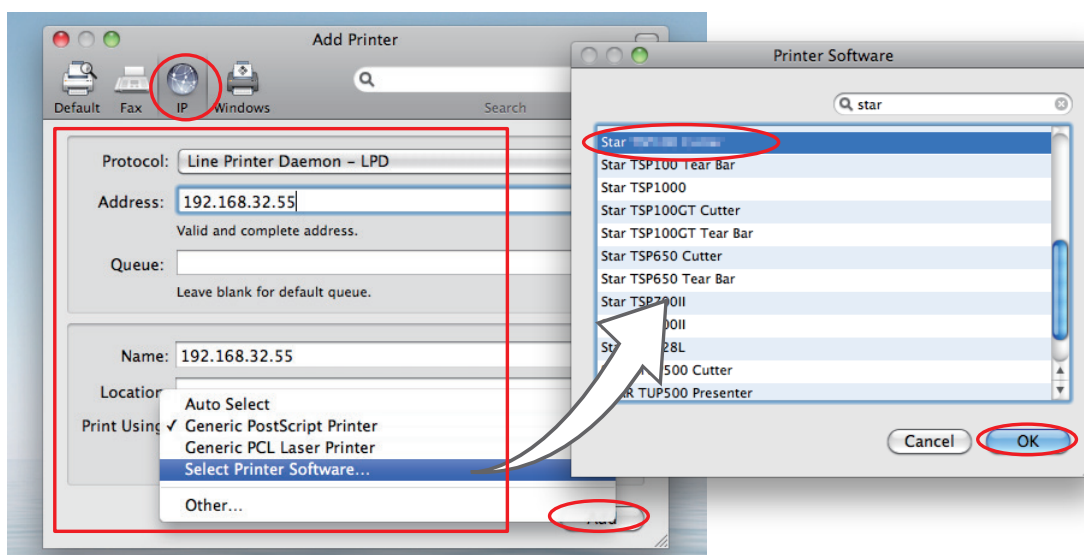 Add Printer
Default Fax IP Windows
Search
Protocol: Line Printer Daemon – LPD
Address: 192.168.32.55
Valid and complete address.
Queue:
Leave blank for default queue.
Name: 192.168.32.55
Location
Print Using ✓ Generic PostScript Printer
Auto Select
Generic PCL Laser Printer
Select Printer Software...
Other...
Add
Printer Software
star
Star
Star TSP100 Tear Bar
Star TSP1000
Star TSP100GT Cutter
Star TSP100GT Tear Bar
Star TSP650 Cutter
Star TSP650 Tear Bar
Star TSP700II
00II
28L
500 Cutter
TUP500 Presenter
Cancel OK